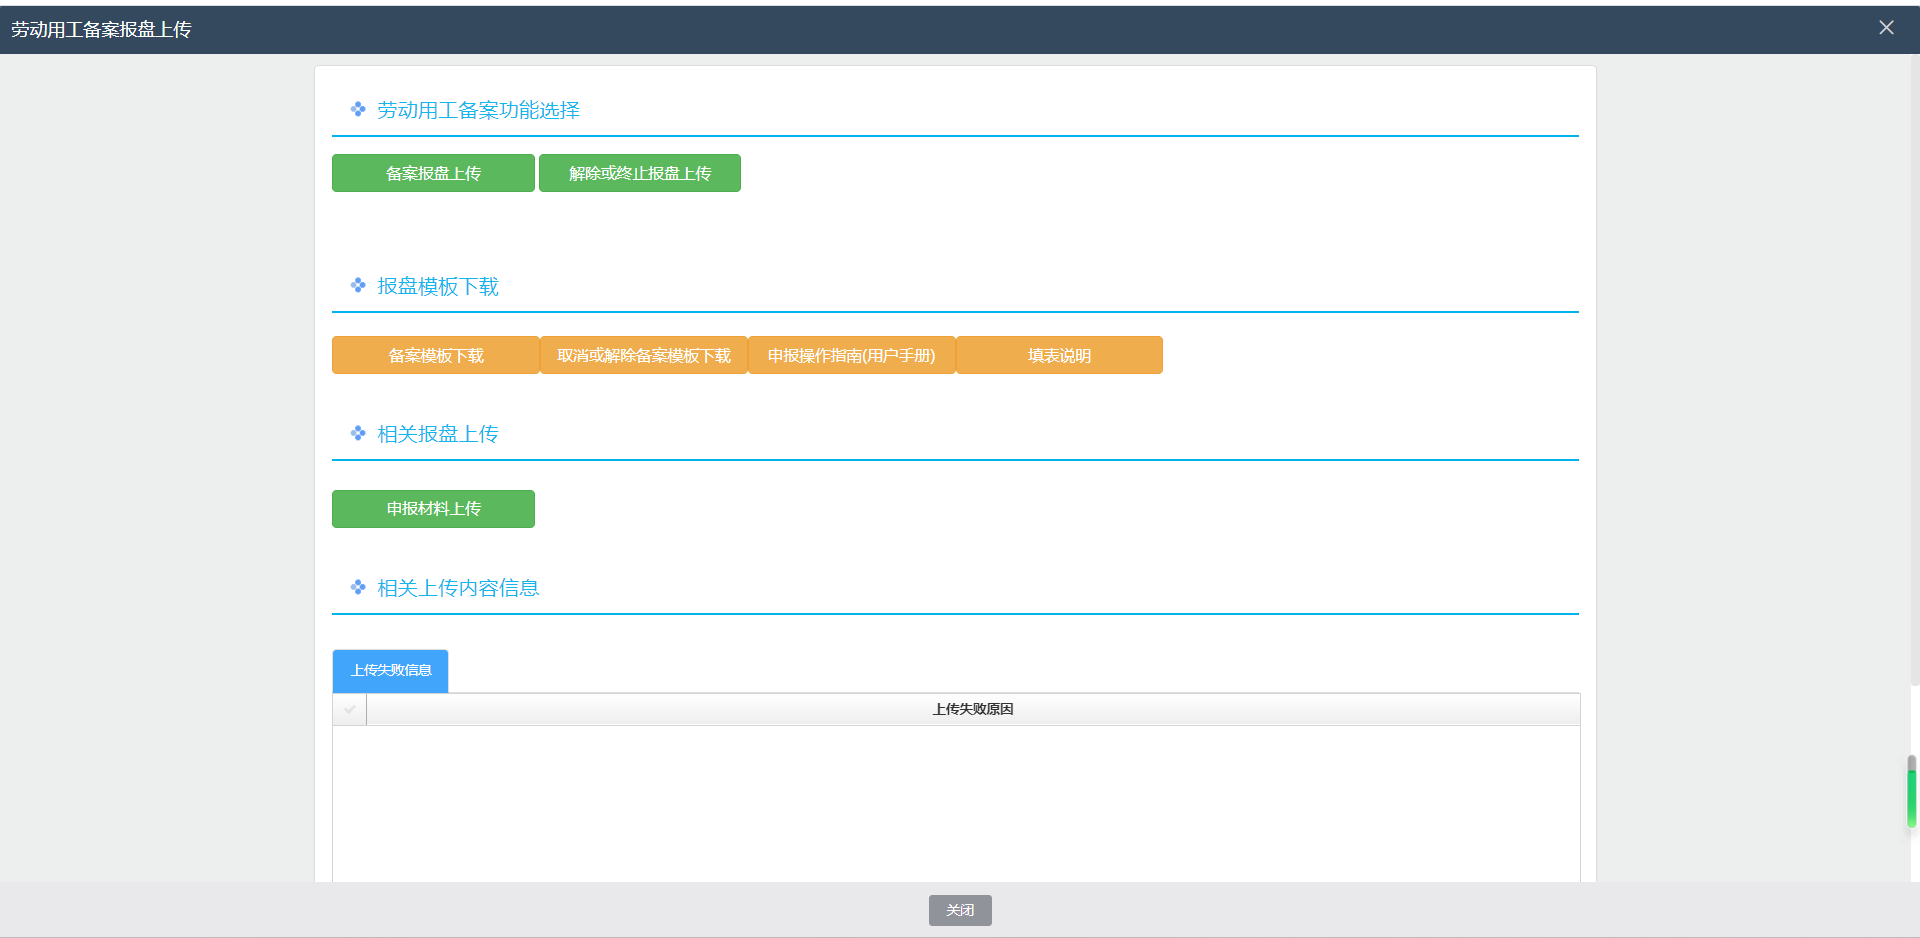 劳动用工备案报盘上传
劳动用工备案功能选择
备案报盘上传 解除或终止报盘上传
报盘模板下载
备案模板下载 取消或解除备案模板下载 申报操作指南(用户手册) 填表说明
相关报盘上传
申报材料上传
相关上传内容信息
上传失败信息
上传失败原因
关闭